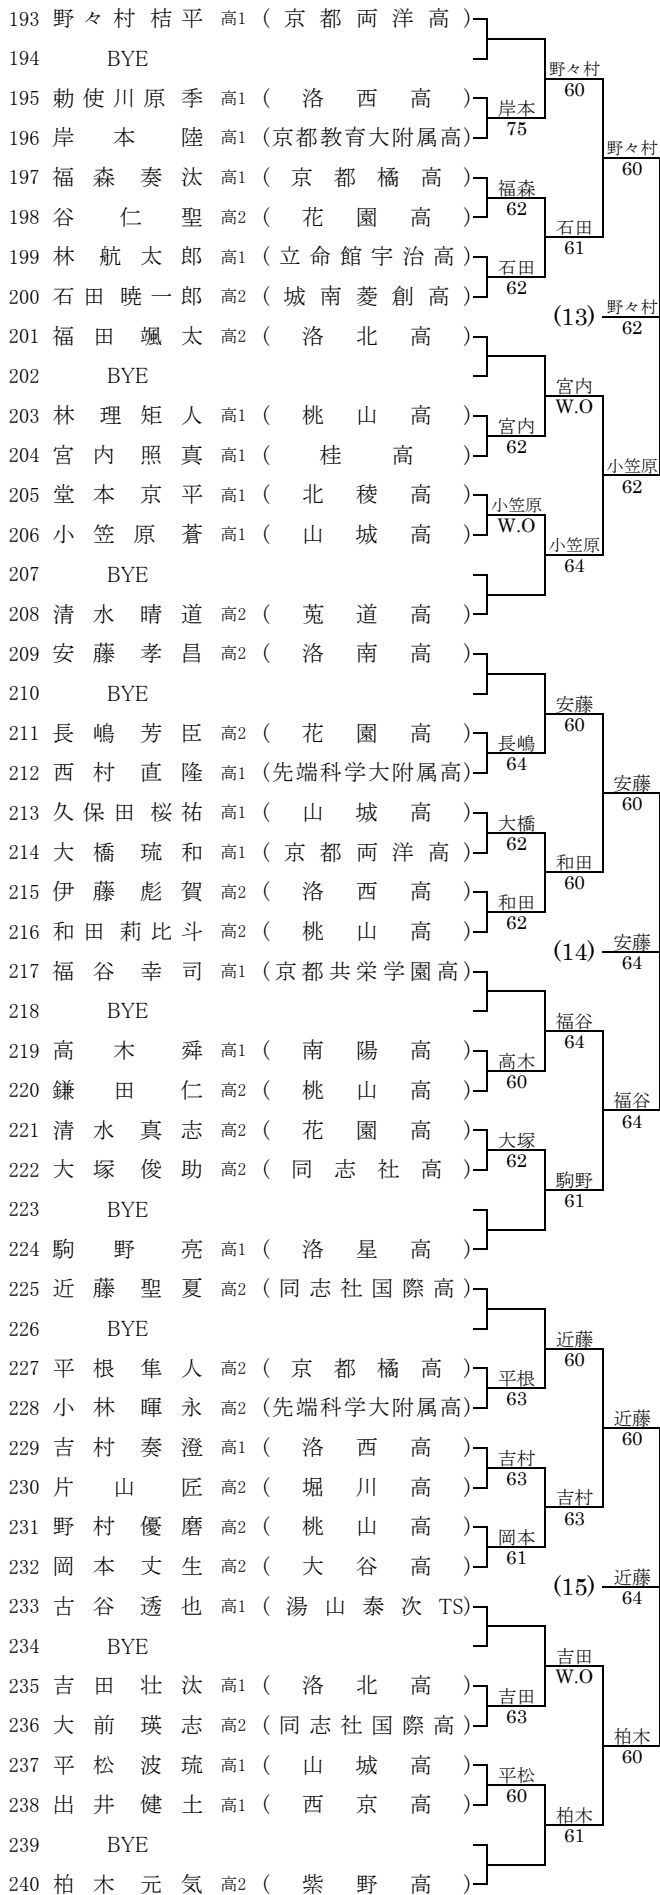 193 野々村 桔平 高1 (京都両洋高)
194 BYE
野々村
60
195 勅使川原 季 高1 (洛西高)
岸本
75
196 岸本 陸 高1 (京都教育大附属高)
野々村
60
197 福森 奏汰 高1 (京都橘高)
福森
62
198 谷 仁聖 高2 (花園高)
石田
61
199 林 航太郎 高1 (立命館宇治高)
石田
62
200 石田 暁一郎 高2 (城南菱創高)
(13) 野々村
62
201 福田 颯太 高2 (洛北高)
202 BYE
宮内
W.O
203 林 理矩人 高1 (桃山高)
宮内
62
204 宮内 照真 高1 (桂高)
小笠原
62
205 堂本 京平 高1 (北稜高)
小笠原
W.O
206 小笠原 蒼 高1 (山城高)
小笠原
64
207 BYE
208 清水 晴道 高2 (莵道高)
209 安藤 孝昌 高2 (洛南高)
210 BYE
安藤
60
211 長嶋 芳臣 高2 (花園高)
長嶋
64
212 西村 直隆 高1 (先端科学大附属高)
安藤
60
213 久保田 桜祐 高1 (山城高)
大橋
62
214 大橋 琉和 高1 (京都両洋高)
和田
60
215 伊藤 彪賀 高2 (洛西高)
和田
62
216 和田 莉比斗 高2 (桃山高)
(14) 安藤
64
217 福谷 幸司 高1 (京都共栄学園高)
218 BYE
福谷
64
219 高木 舜 高1 (南陽高)
高木
60
220 鎌田 仁 高2 (桃山高)
福谷
64
221 清水 真志 高2 (花園高)
大塚
62
222 大塚 俊助 高2 (同志社高)
駒野
61
223 BYE
224 駒野 亮 高1 (洛星高)
225 近藤 聖夏 高2 (同志社国際高)
226 BYE
近藤
60
227 平根 隼人 高2 (京都橘高)
平根
63
228 小林 暉永 高2 (先端科学大附属高)
近藤
60
229 吉村 奏澄 高1 (洛西高)
吉村
63
230 片山 匠 高2 (堀川高)
吉村
63
231 野村 優磨 高2 (桃山高)
岡本
61
232 岡本 丈生 高2 (大谷高)
(15) 近藤
64
233 古谷 透也 高1 (湯山泰次 TS)
234 BYE
吉田
W.O
235 吉田 壮汰 高1 (洛北高)
吉田
63
236 大前 瑛志 高2 (同志社国際高)
柏木
60
237 平松 波琉 高1 (山城高)
平松
60
238 出井 健土 高1 (西京高)
柏木
61
239 BYE
240 柏木 元気 高2 (紫野高)